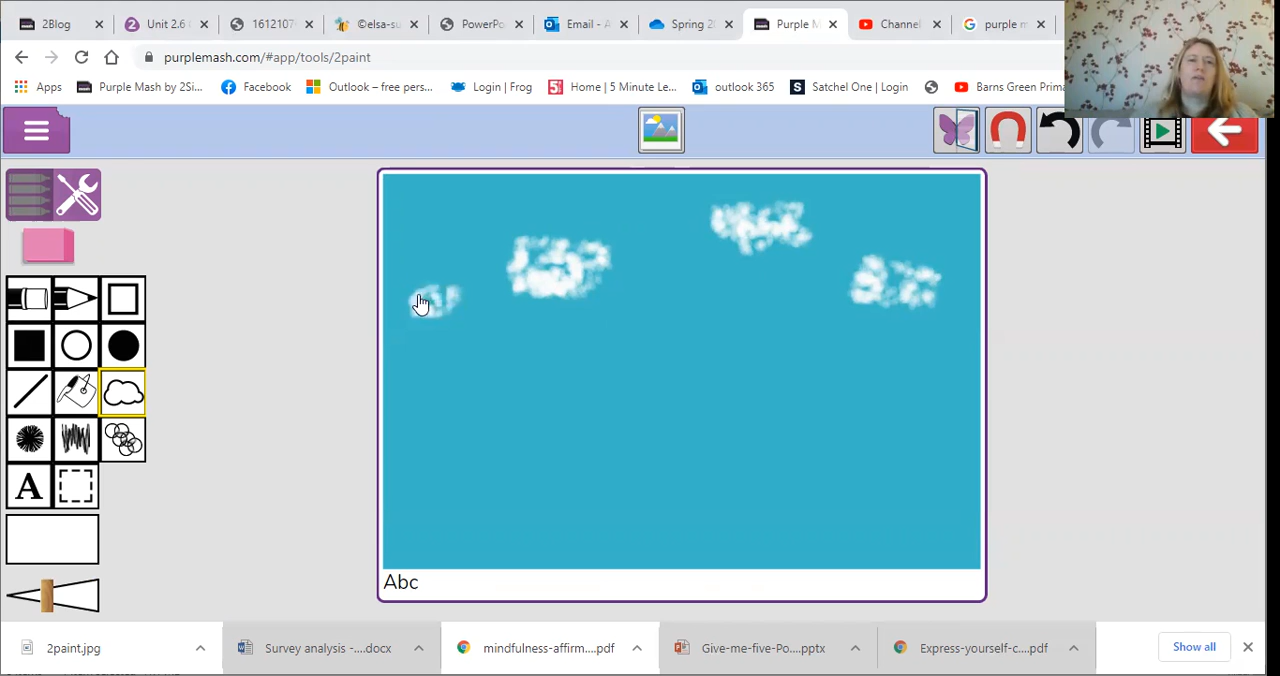 2Blog
Unit 2.6
1612107
©elsa-su
PowerPo
Email - A
Spring 2
Purple M
Channel
purple m
purplemash.com/#app/tools/2paint
Apps
Purple Mash by 2Si...
Facebook
Outlook – free pers...
Login | Frog
Home | 5 Minute Le...
outlook 365
Satchel One | Login
Barns Green Prima
A
Abc
2paint.jpg
Survey analysis -....docx
mindfulness-affirm....pdf
Give-me-five-Po....pptx
Express-yourself-c....pdf
Show all